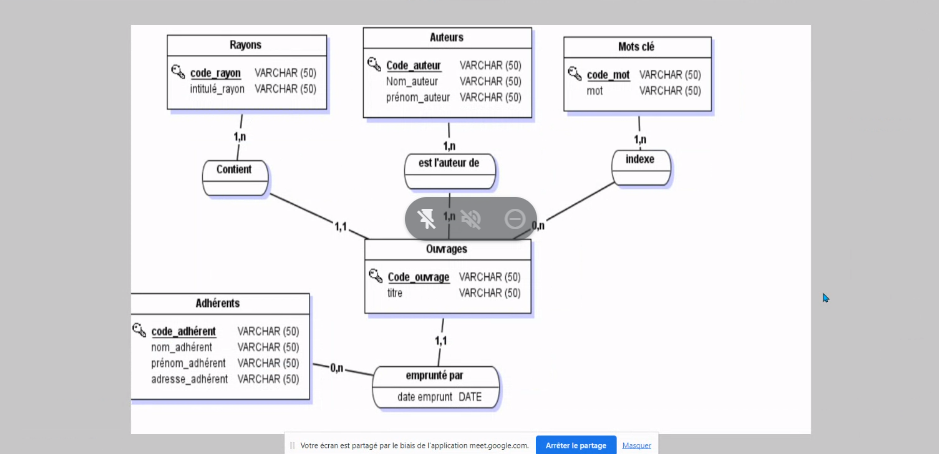 Rayons
code_rayon VARCHAR (50)
intitulé_rayon VARCHAR (50)
Auteurs
Code_auteur VARCHAR (50)
Nom_auteur VARCHAR (50)
prénom_auteur VARCHAR (50)
Mots clé
code_mot VARCHAR (50)
mot VARCHAR (50)
1,n
1,n
1,n
Contient
est l'auteur de
indexe
1,1
1,n
0,n
Ouvrages
Code_ouvrage VARCHAR (50)
titre VARCHAR (50)
Adhérents
code_adhérent VARCHAR (50)
nom_adhérent VARCHAR (50)
prénom_adhérent VARCHAR (50)
adresse_adhérent VARCHAR (50)
1,1
0,n
emprunté par
date emprunt DATE
Votre écran est partagé par le biais de l'application meet.google.com.
Arrêter le partage
Masquer